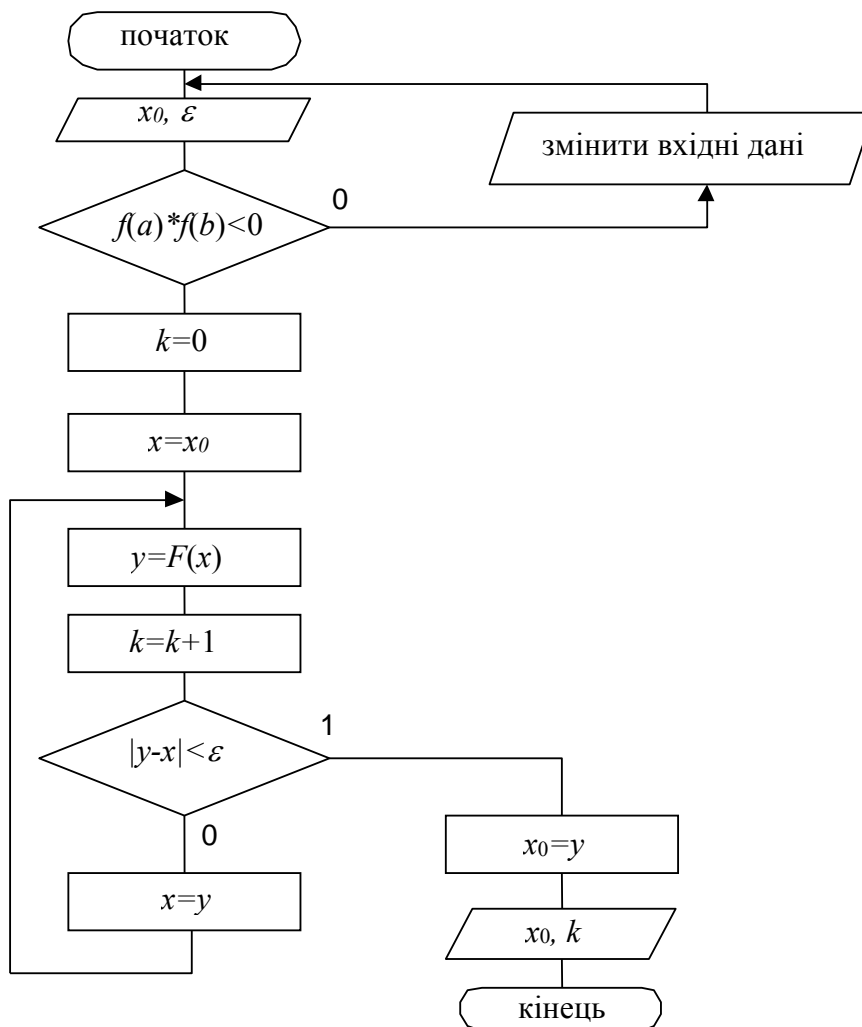 початок
x₀, ε
змінити вхідні дані
f(a)*f(b)<0
0
k=0
x=x₀
y=F(x)
k=k+1
|y-x|<ε
1
0
x₀=y
x=y
x₀, k
кінець